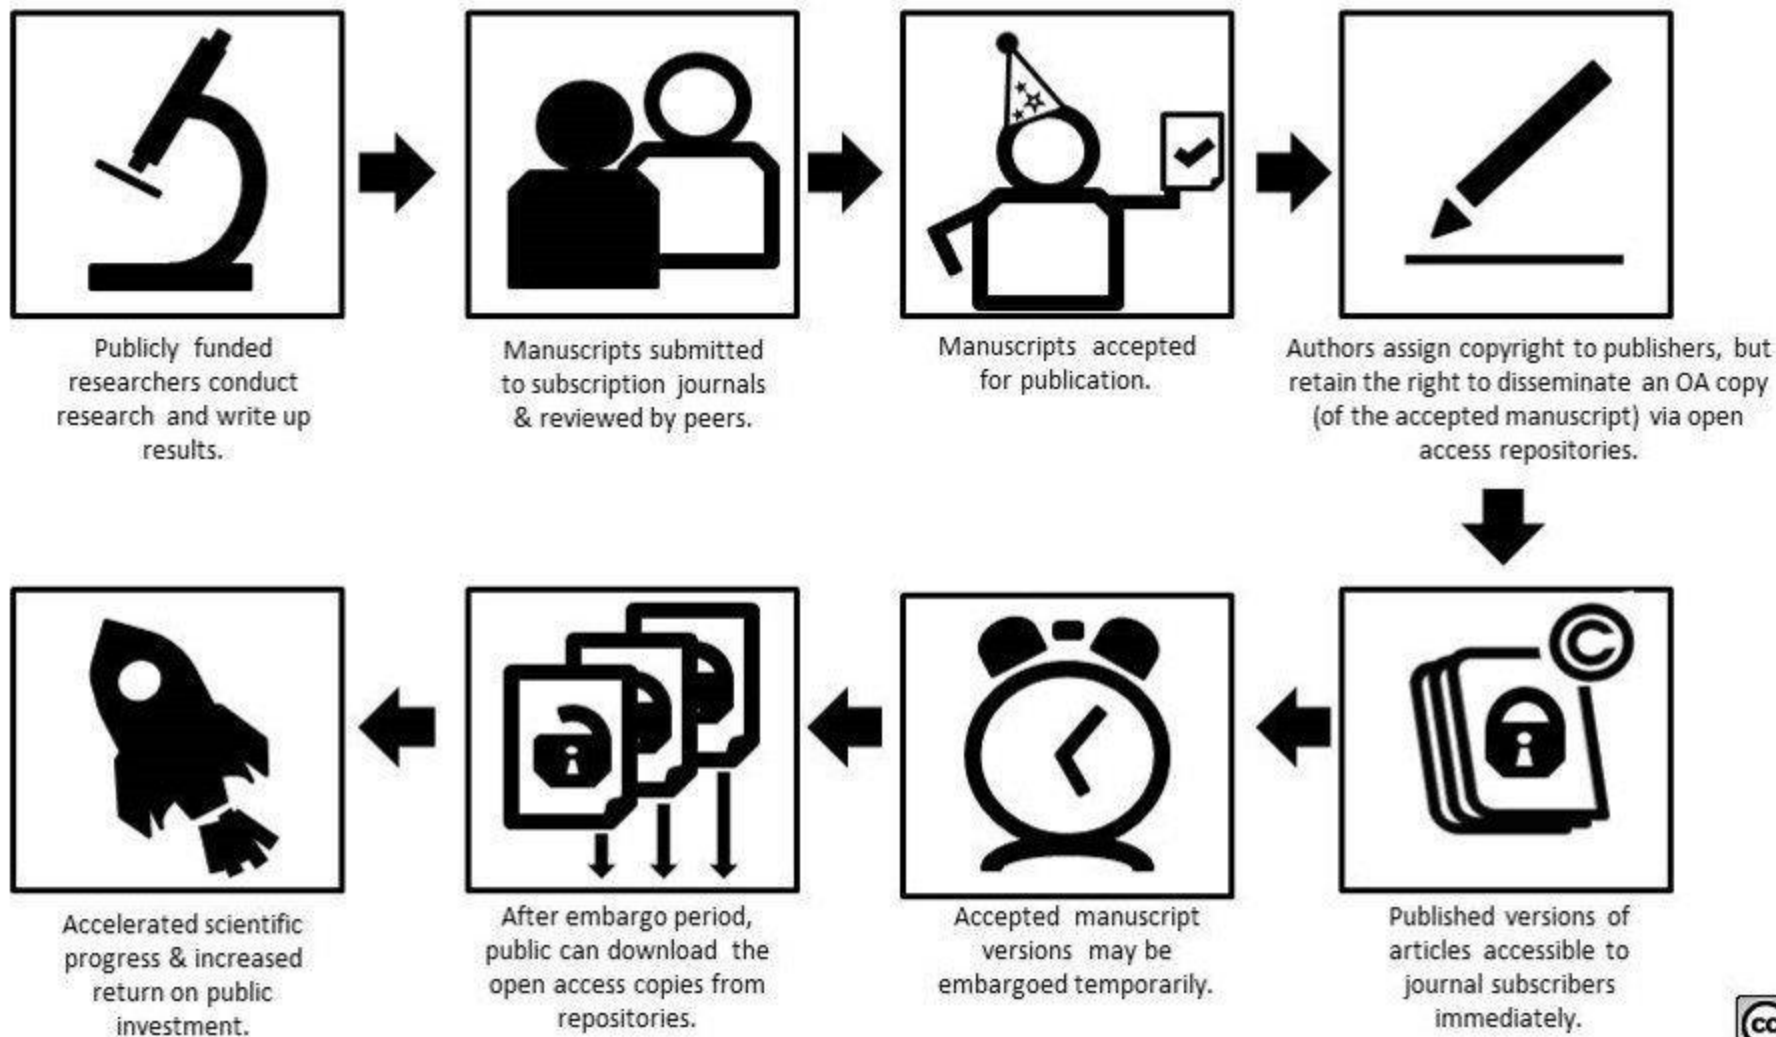 Publicly funded
researchers conduct
research and write up
results.
Manuscripts submitted
to subscription journals
& reviewed by peers.
Manuscripts accepted
for publication.
Authors assign copyright to publishers, but
retain the right to disseminate an OA copy
(of the accepted manuscript) via open
access repositories.
©
Published versions of
articles accessible to
journal subscribers
immediately.
Accepted manuscript
versions may be
embargoed temporarily.
After embargo period,
public can download the
open access copies from
repositories.
Accelerated scientific
progress & increased
return on public
investment.
cc